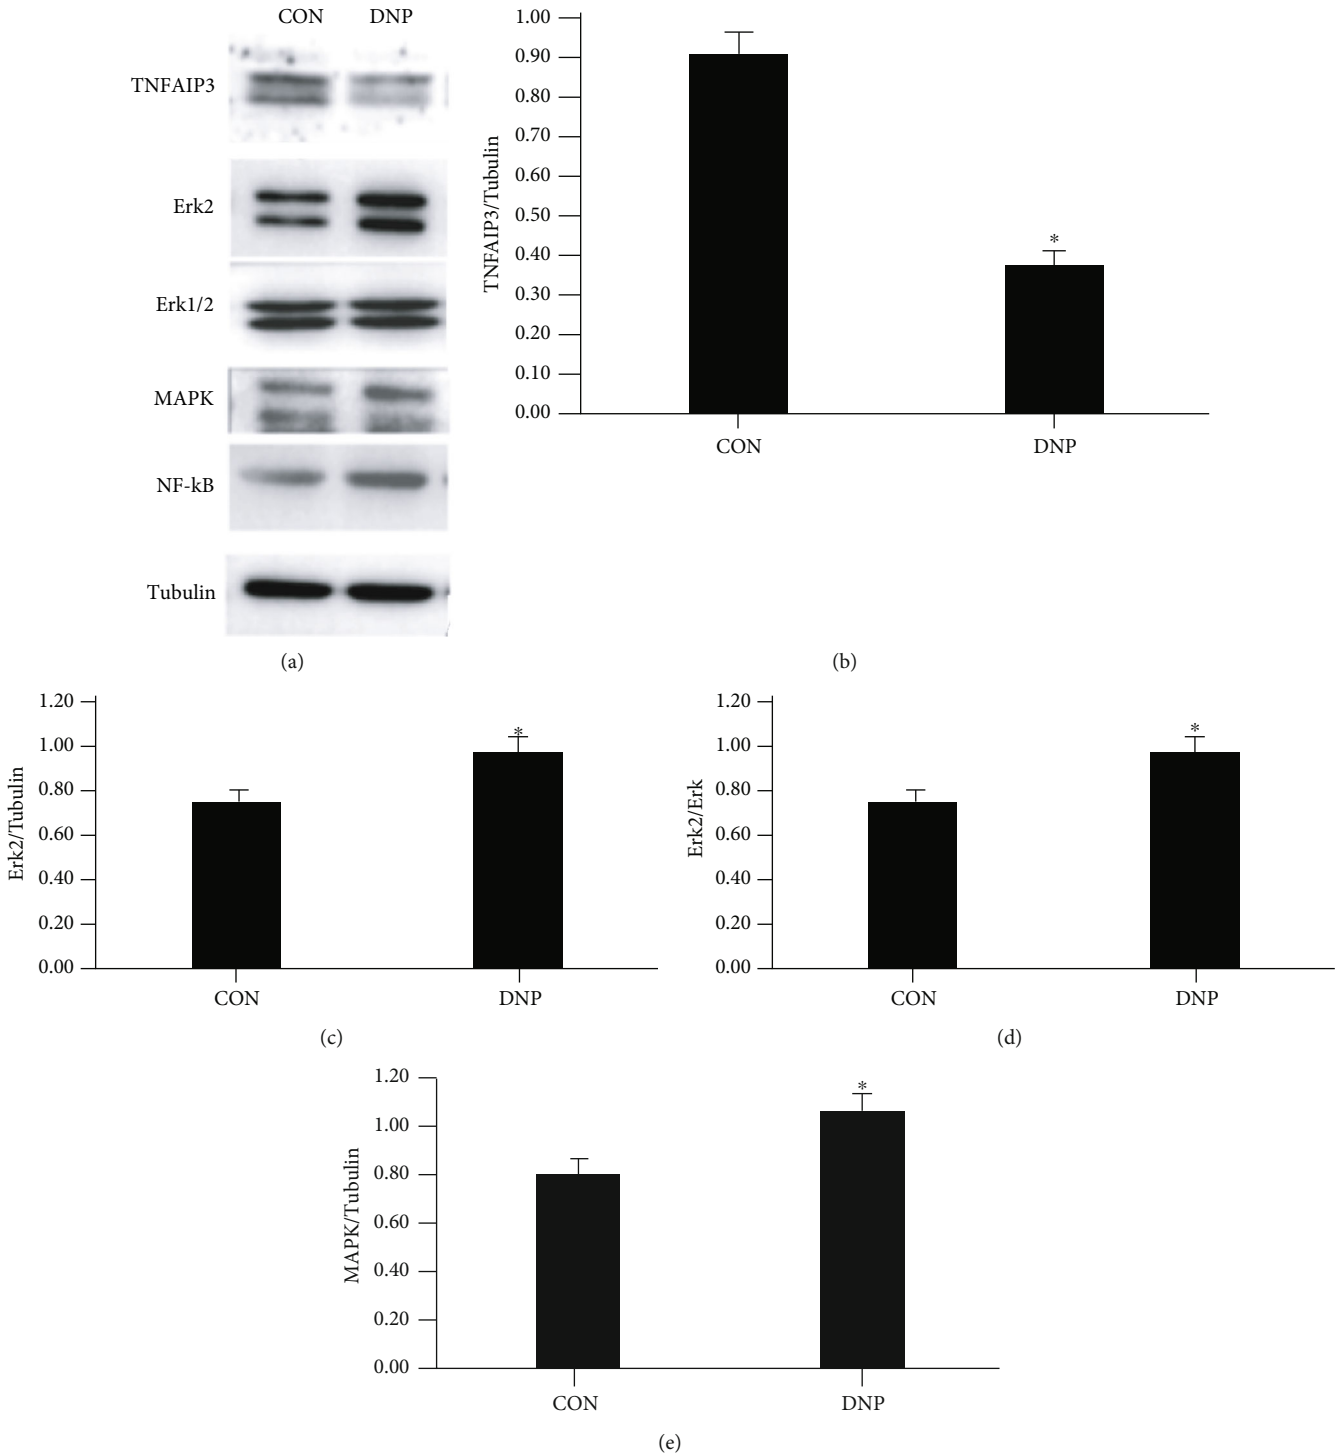 CON DNP
TNFAIP3
Erk2
Erk1/2
MAPK
NF-kB
Tubulin
(a)
TNFAIP3/Tubulin
1.00
0.90
0.80
0.70
0.60
0.50
0.40
0.30
0.20
0.10
0.00
*
CON DNP
(b)
Erk2/Tubulin
1.20
1.00
0.80
0.60
0.40
0.20
0.00
*
CON DNP
(c)
Erk2/Erk
1.20
1.00
0.80
0.60
0.40
0.20
0.00
*
CON DNP
(d)
MAPK/Tubulin
1.20
1.00
0.80
0.60
0.40
0.20
0.00
*
CON DNP
(e)